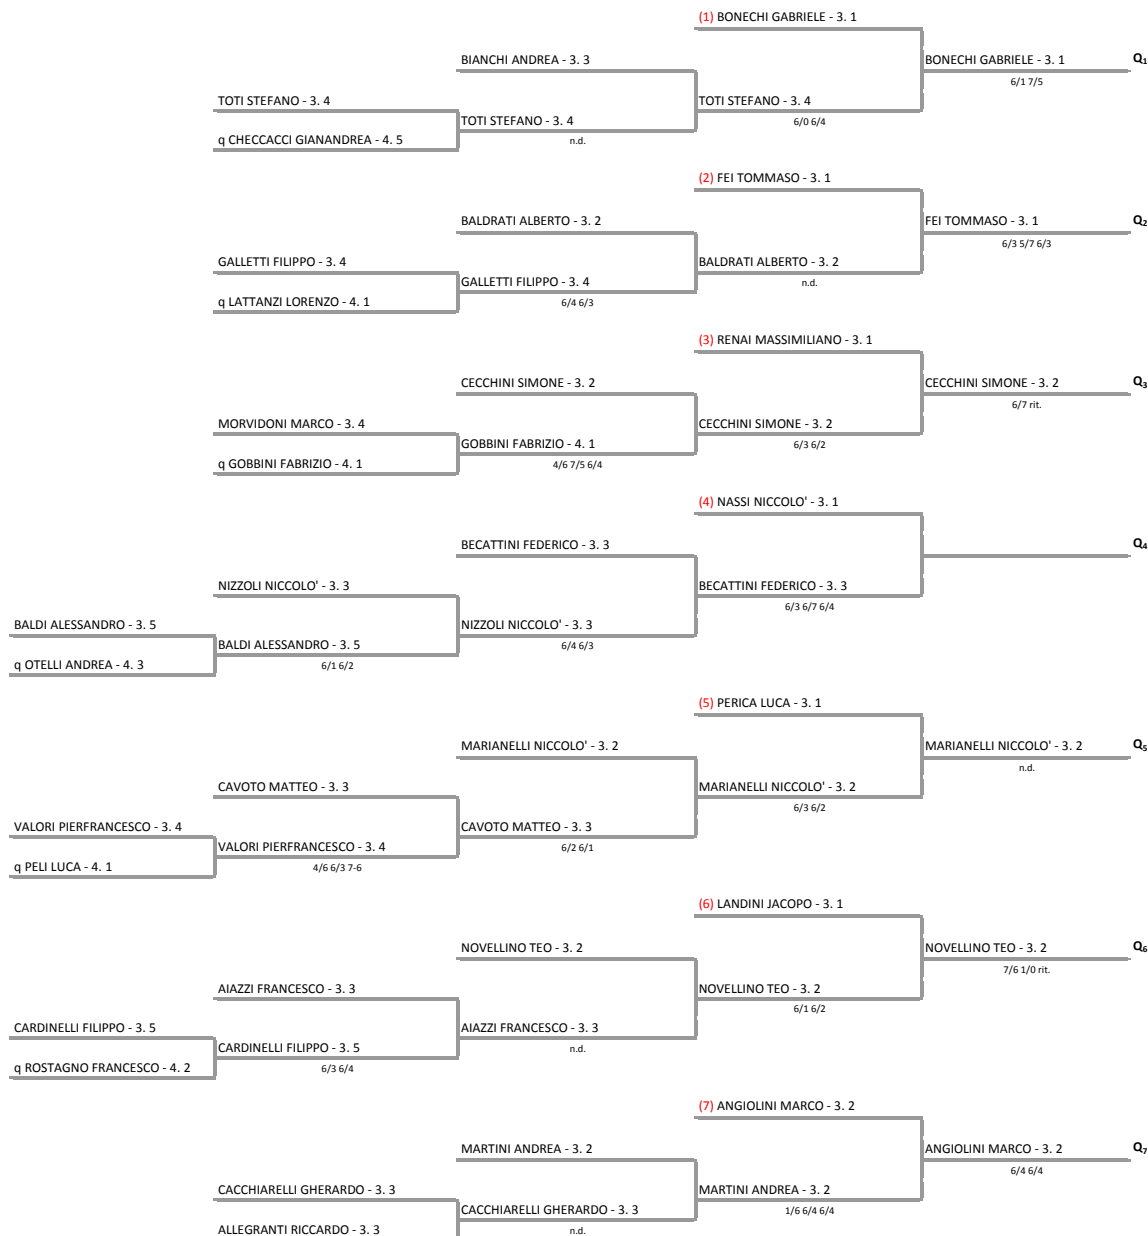 (1) BONECHI GABRIELE - 3. 1
BIANCHI ANDREA - 3. 3
BONECHI GABRIELE - 3. 1
Q₁
6/1 7/5
TOTI STEFANO - 3. 4
TOTI STEFANO - 3. 4
TOTI STEFANO - 3. 4
6/0 6/4
q CHECCACCI GIANANDREA - 4. 5
n.d.
(2) FEI TOMMASO - 3. 1
BALDRATI ALBERTO - 3. 2
FEI TOMMASO - 3. 1
Q₂
6/3 5/7 6/3
GALLETTI FILIPPO - 3. 4
BALDRATI ALBERTO - 3. 2
GALLETTI FILIPPO - 3. 4
n.d.
q LATTANZI LORENZO - 4. 1
6/4 6/3
(3) RENAI MASSIMILIANO - 3. 1
CECCHINI SIMONE - 3. 2
CECCHINI SIMONE - 3. 2
Q₃
6/7 rit.
MORVIDONI MARCO - 3. 4
CECCHINI SIMONE - 3. 2
GOBBINI FABRIZIO - 4. 1
6/3 6/2
q GOBBINI FABRIZIO - 4. 1
4/6 7/5 6/4
(4) NASSI NICCOLO' - 3. 1
BECATTINI FEDERICO - 3. 3
Q₄
NIZZOLI NICCOLO' - 3. 3
BECATTINI FEDERICO - 3. 3
6/3 6/7 6/4
BALDI ALESSANDRO - 3. 5
NIZZOLI NICCOLO' - 3. 3
BALDI ALESSANDRO - 3. 5
6/4 6/3
q OTELLI ANDREA - 4. 3
6/1 6/2
(5) PERICA LUCA - 3. 1
MARIANELLI NICCOLO' - 3. 2
MARIANELLI NICCOLO' - 3. 2
Q₅
n.d.
CAVOTO MATTEO - 3. 3
MARIANELLI NICCOLO' - 3. 2
6/3 6/2
VALORI PIERFRANCESCO - 3. 4
CAVOTO MATTEO - 3. 3
VALORI PIERFRANCESCO - 3. 4
6/2 6/1
q PELI LUCA - 4. 1
4/6 6/3 7-6
(6) LANDINI JACOPO - 3. 1
NOVELLINO TEO - 3. 2
NOVELLINO TEO - 3. 2
Q₆
7/6 1/0 rit.
AIAZZI FRANCESCO - 3. 3
NOVELLINO TEO - 3. 2
6/1 6/2
CARDINELLI FILIPPO - 3. 5
AIAZZI FRANCESCO - 3. 3
CARDINELLI FILIPPO - 3. 5
n.d.
q ROSTAGNO FRANCESCO - 4. 2
6/3 6/4
(7) ANGIOLINI MARCO - 3. 2
MARTINI ANDREA - 3. 2
ANGIOLINI MARCO - 3. 2
Q₇
6/4 6/4
CACCHIARELLI GHERARDO - 3. 3
MARTINI ANDREA - 3. 2
CACCHIARELLI GHERARDO - 3. 3
1/6 6/4 6/4
ALLEGRANTI RICCARDO - 3. 3
n.d.